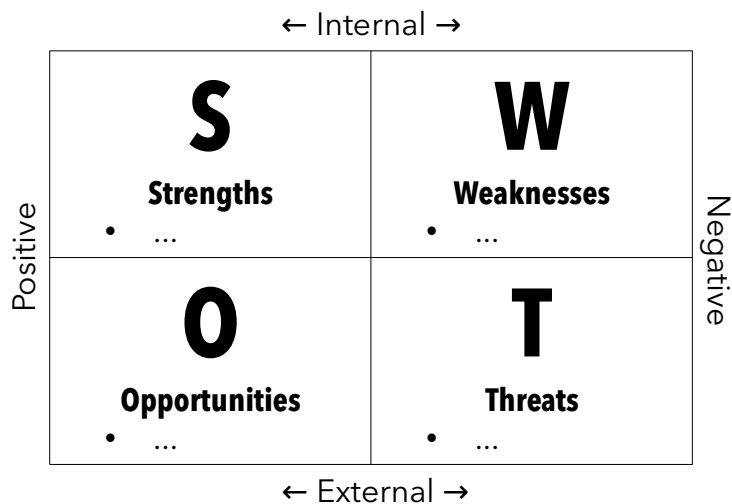 ← Internal →
S
Strengths
• ...
W
Weaknesses
• ...
Positive
Negative
O
Opportunities
• ...
T
Threats
• ...
← External →